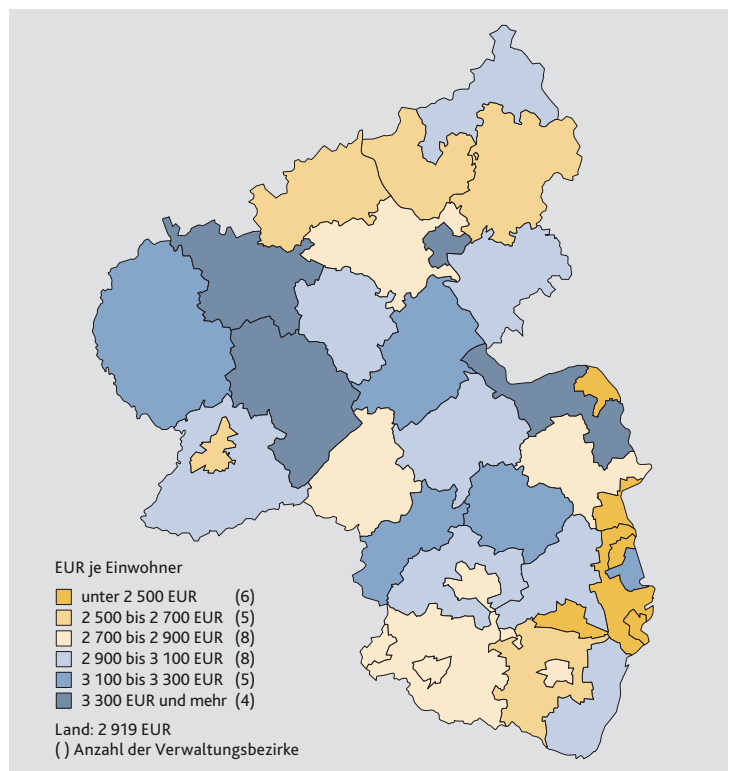 EUR je Einwohner
unter 2 500 EUR (6)
2 500 bis 2 700 EUR (5)
2 700 bis 2 900 EUR (8)
2 900 bis 3 100 EUR (8)
3 100 bis 3 300 EUR (5)
3 300 EUR und mehr (4)
Land: 2 919 EUR
( ) Anzahl der Verwaltungsbezirke